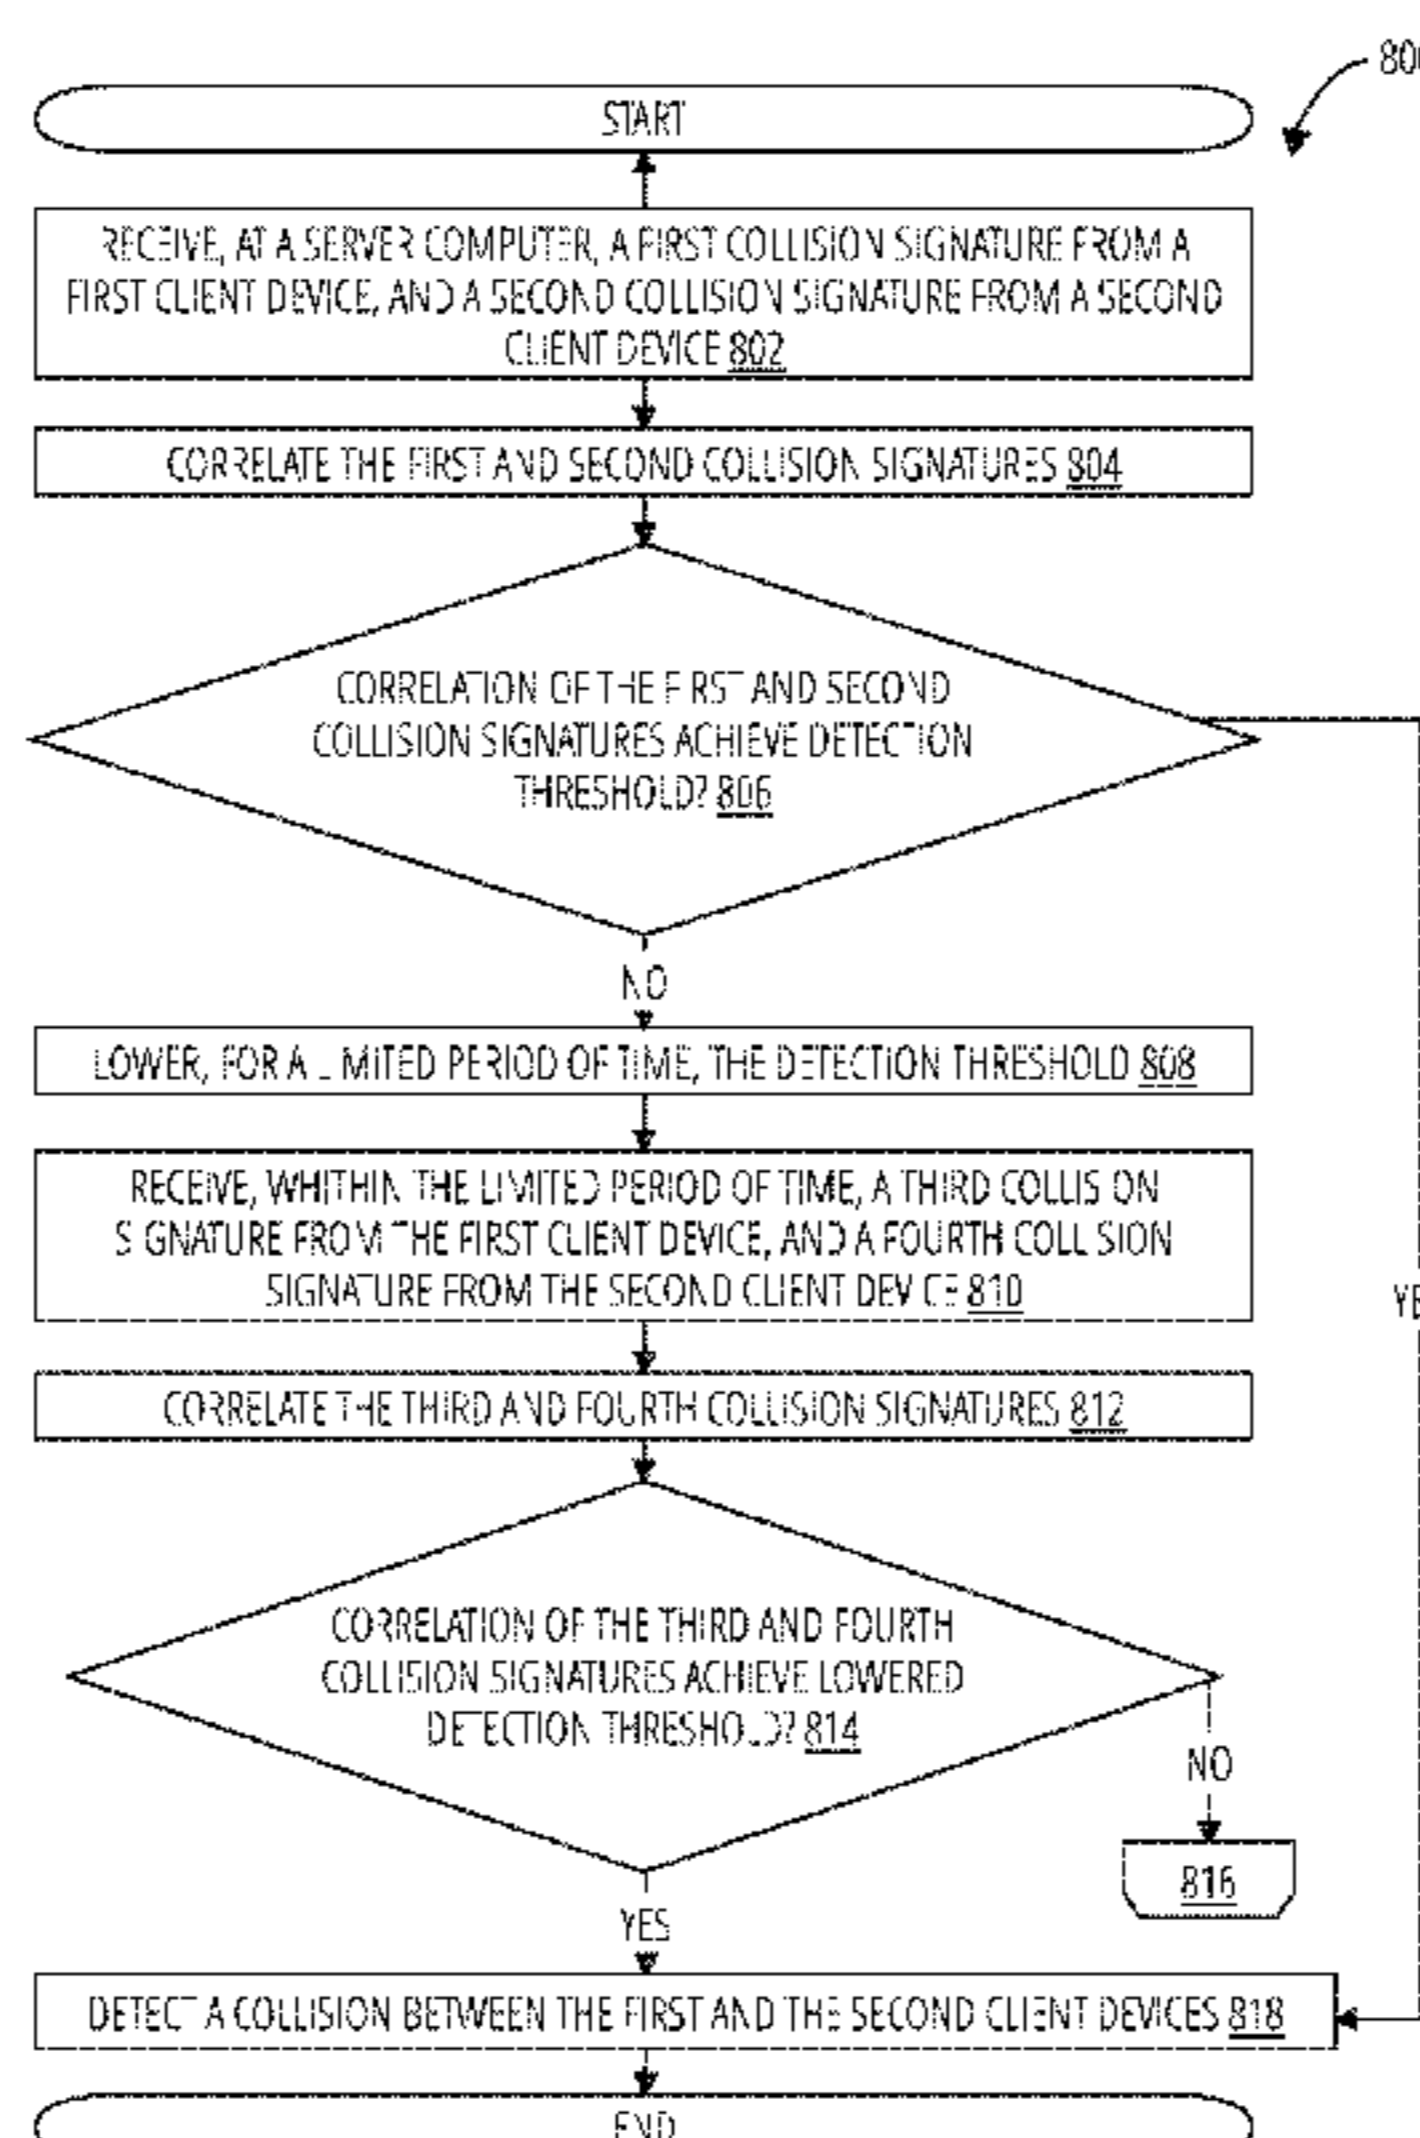 800
START
RECEIVE, AT A SERVER COMPUTER, A FIRST COLLISION SIGNATURE FROM A
FIRST CLIENT DEVICE, AND A SECOND COLLISION SIGNATURE FROM A SECOND
CLIENT DEVICE 802
CORRELATE THE FIRST AND SECOND COLLISION SIGNATURES 804
CORRELATION OF THE FIRST AND SECOND
COLLISION SIGNATURES ACHIEVE DETECTION
THRESHOLD? 806
NO
LOWER, FOR A LIMITED PERIOD OF TIME, THE DETECTION THRESHOLD 808
RECEIVE, WHITHIN THE LIMITED PERIOD OF TIME, A THIRD COLLISION
SIGNATURE FROM THE FIRST CLIENT DEVICE, AND A FOURTH COLLISION
SIGNATURE FROM THE SECOND CLIENT DEVICE 810
YE
CORRELATE THE THIRD AND FOURTH COLLISION SIGNATURES 812
CORRELATION OF THE THIRD AND FOURTH
COLLISION SIGNATURES ACHIEVE LOWERED
DETECTION THRESHOLD? 814
NO
816
YES
DETECT A COLLISION BETWEEN THE FIRST AND THE SECOND CLIENT DEVICES 818
END